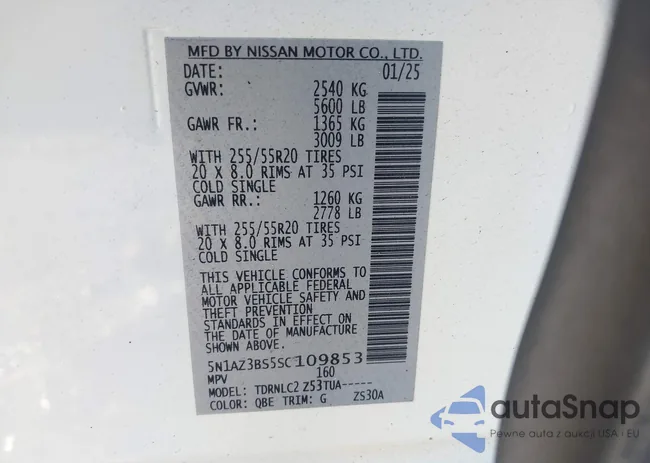 MFD BY NISSAN MOTOR CO., LTD.
DATE: 01/25
GVWR: 2540 KG
5600 LB
GAWR FR.: 1365 KG
3009 LB
WITH 255/55R20 TIRES
20 X 8.0 RIMS AT 35 PSI
COLD SINGLE
GAWR RR.: 1260 KG
2778 LB
WITH 255/55R20 TIRES
20 X 8.0 RIMS AT 35 PSI
COLD SINGLE
THIS VEHICLE CONFORMS TO
ALL APPLICABLE FEDERAL
MOTOR VEHICLE SAFETY AND
THEFT PREVENTION
STANDARDS IN EFFECT ON
THE DATE OF MANUFACTURE
SHOWN ABOVE.
5N1AZ3BS5SC109853
MPV 160
MODEL: TDRNLC2 Z53TUA-----
COLOR: QBE TRIM: G ZS30A
autoSnap
Pewne auta z aukcji USA - EU